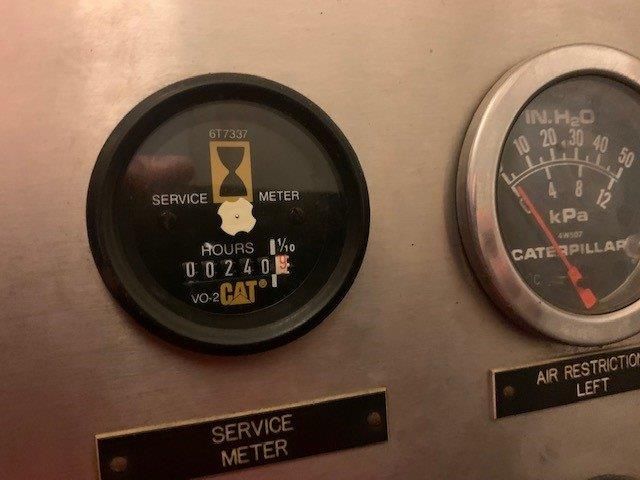 6T7337
SERVICE METER
HOURS 1/10
00240 9
VO-2 CAT®
SERVICE
METER
IN.H2O
10 20 30 40 50
4 8 12
kPa
4W507
CATERPILLAR
AIR RESTRICTION
LEFT